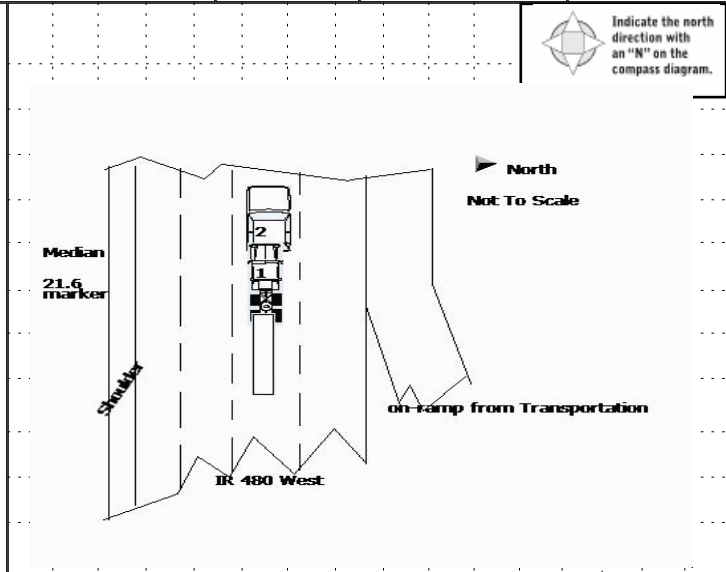 Indicate the north
direction with
an "N" on the
compass diagram.
North
Not To Scale
2
Median
1
21.6
marker
Shoulder
on-ramp from Transportation
IR 480 West